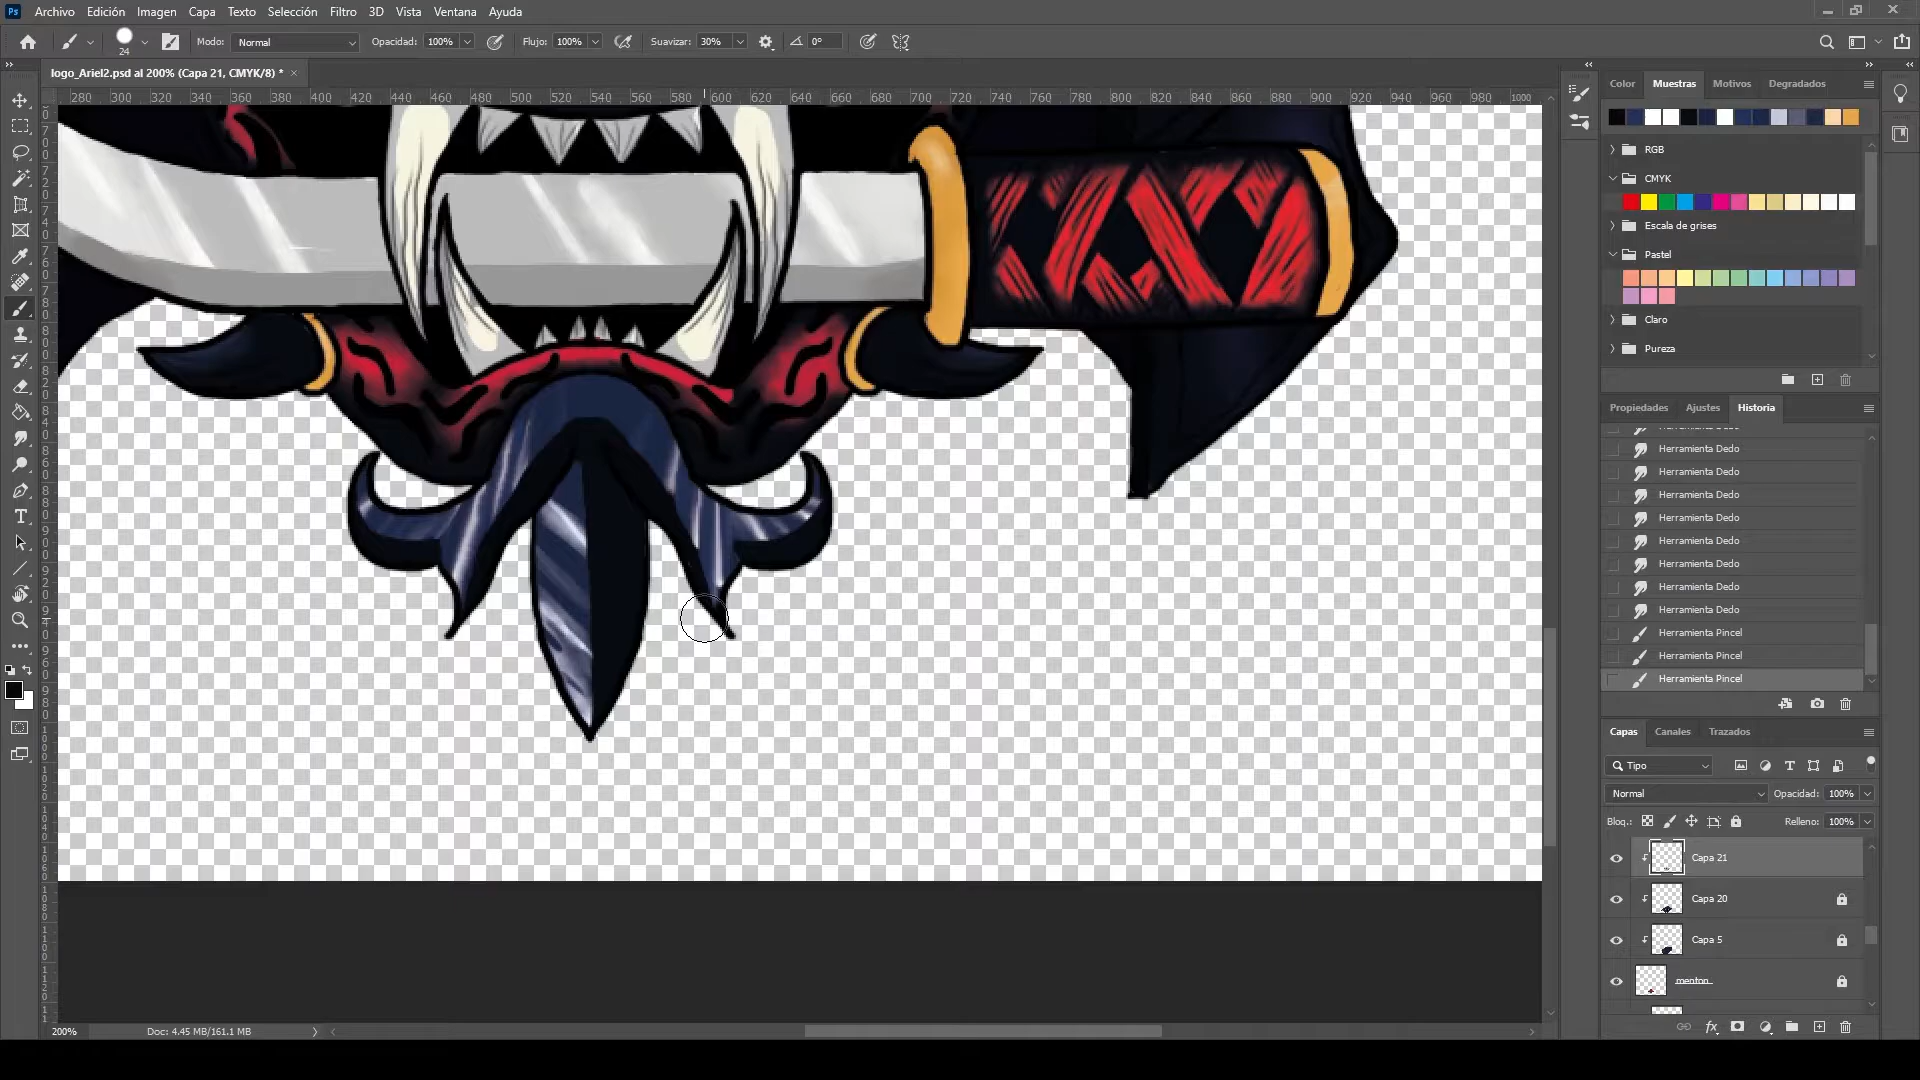 Ps Archivo Edición Imagen Capa Texto Selección Filtro 3D Vista Ventana Ayuda
24 Modo: Normal Opacidad: 100% Flujo: 100% Suavizar: 30% 0°
logo_Ariel2.psd al 200% (Capa 21, CMYK/8) * ×
280 300 320 340 360 380 400 420 440 460 480 500 520 540 560 580 600 620 640 660 680 700 720 740 760 780 800 820 840 860 880 900 920 940 960 980 1000
Color Muestras Motivos Degradados
RGB
CMYK
Escala de grises
Pastel
Claro
Pureza
Propiedades Ajustes Historia
Herramienta Dedo
Herramienta Dedo
Herramienta Dedo
Herramienta Dedo
Herramienta Dedo
Herramienta Dedo
Herramienta Dedo
Herramienta Dedo
Herramienta Pincel
Herramienta Pincel
Herramienta Pincel
Capas Canales Trazados
Tipo
Normal Opacidad: 100%
Bloq.: Relleno: 100%
Capa 21
Capa 20
Capa 5
menton
fx
200% Doc: 4.45 MB/161.1 MB